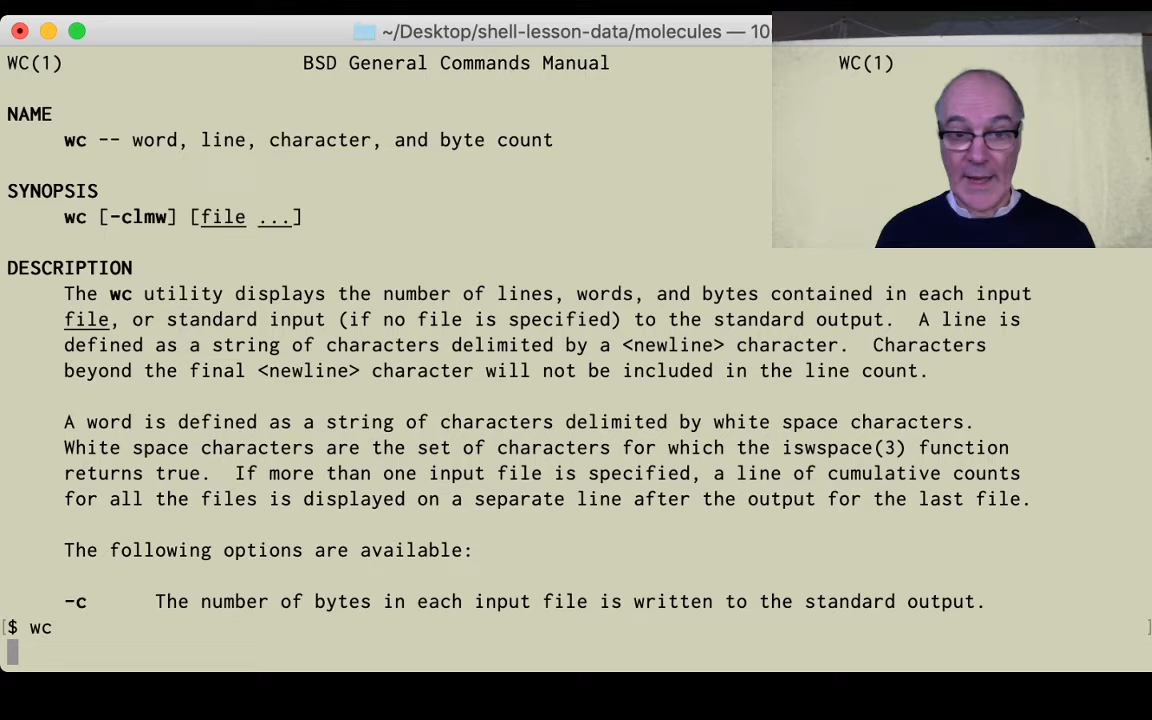 ~/Desktop/shell-lesson-data/molecules — 10
WC(1) BSD General Commands Manual WC(1)
NAME
wc -- word, line, character, and byte count
SYNOPSIS
wc [-clmw] [file ...]
DESCRIPTION
The wc utility displays the number of lines, words, and bytes contained in each input
file, or standard input (if no file is specified) to the standard output. A line is
defined as a string of characters delimited by a <newline> character. Characters
beyond the final <newline> character will not be included in the line count.
A word is defined as a string of characters delimited by white space characters.
White space characters are the set of characters for which the iswspace(3) function
returns true. If more than one input file is specified, a line of cumulative counts
for all the files is displayed on a separate line after the output for the last file.
The following options are available:
-c The number of bytes in each input file is written to the standard output.
[$ wc ]